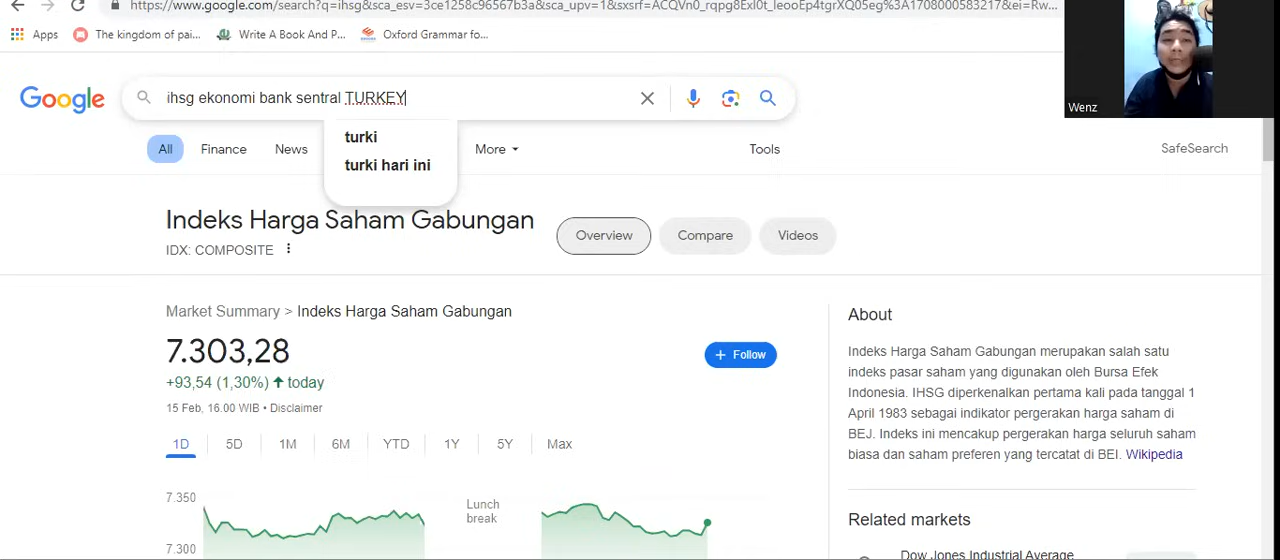 https://www.google.com/search?q=ihsg&sca_esv=3ce1258c96567b3a&sca_upv=1&sxsrf=ACQVn0_rqpg8Exl0t_leooEp4tgrXQ05eg%3A1708000583217&ei=Rw...
Apps The kingdom of pai... Write A Book And P... Oxford Grammar fo...
Wenz
Google ihsg ekonomi bank sentral TURKEY
turki
turki hari ini
All Finance News More Tools SafeSearch
Indeks Harga Saham Gabungan
IDX: COMPOSITE
Overview Compare Videos
Market Summary > Indeks Harga Saham Gabungan
7.303,28
+93,54 (1,30%) today
15 Feb, 16.00 WIB • Disclaimer
+ Follow
1D 5D 1M 6M YTD 1Y 5Y Max
7.350
Lunch
break
7.300
About
Indeks Harga Saham Gabungan merupakan salah satu
indeks pasar saham yang digunakan oleh Bursa Efek
Indonesia. IHSG diperkenalkan pertama kali pada tanggal 1
April 1983 sebagai indikator pergerakan harga saham di
BEJ. Indeks ini mencakup pergerakan harga seluruh saham
biasa dan saham preferen yang tercatat di BEI. Wikipedia
Related markets
Dow Jones Industrial Average